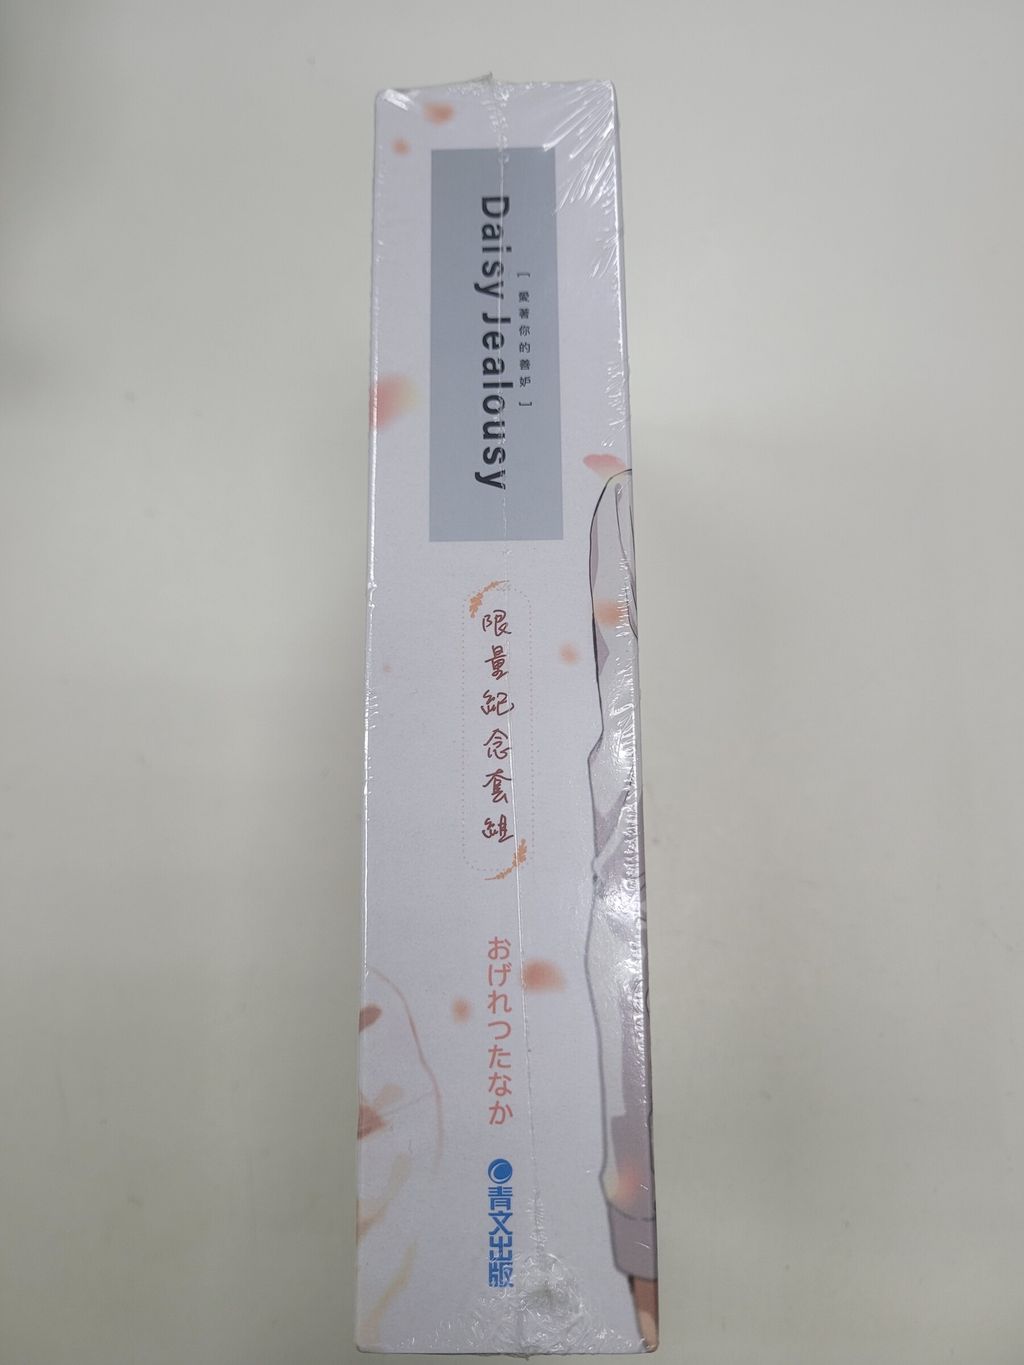 Daisy Jealousy
[愛著你的善妒]
限量紀念套組
おげれつたなか
青文出版